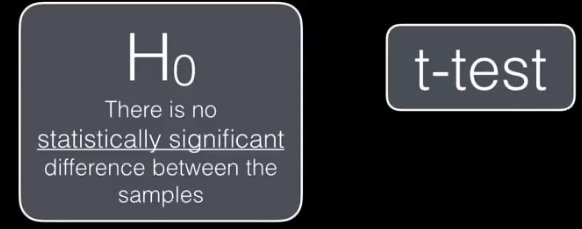 H₀
There is no
statistically significant
difference between the
samples
t-test